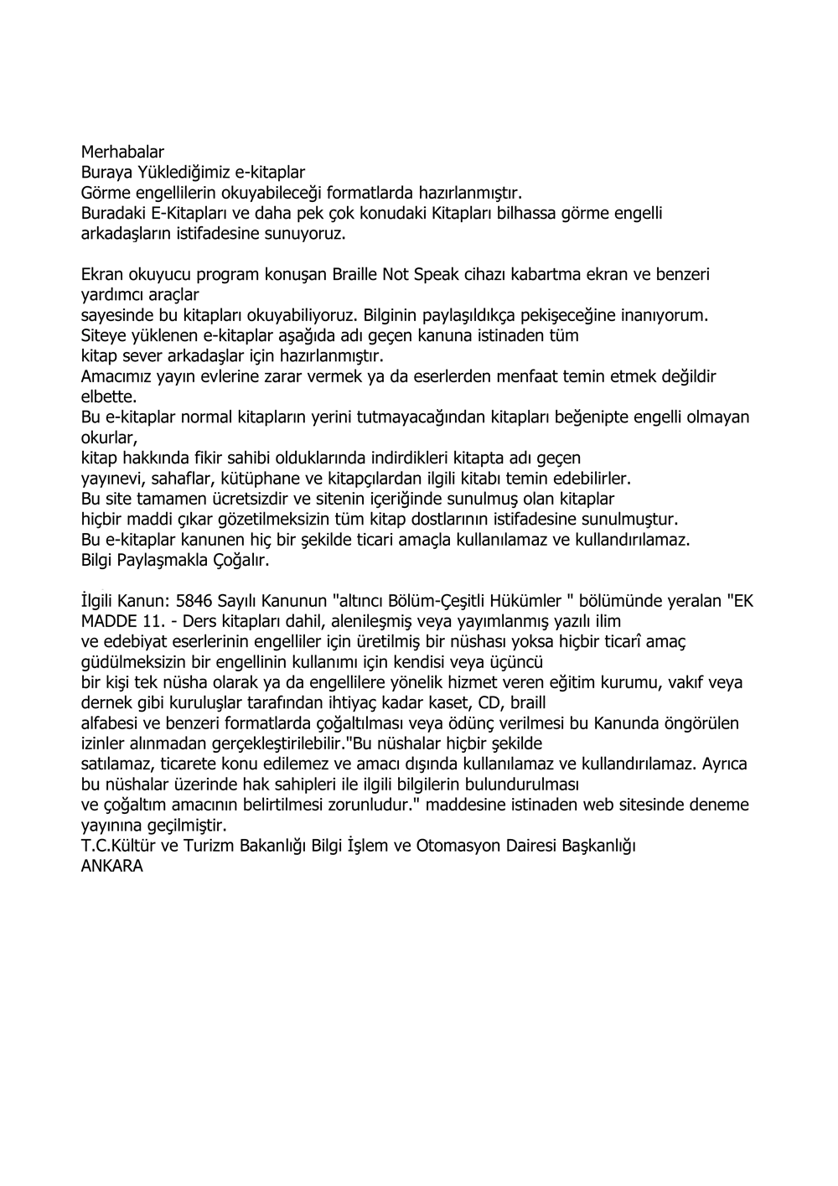 Merhabalar
Buraya Yüklediğimiz e-kitaplar
Görme engellilerin okuyabileceği formatlarda hazırlanmıştır.
Buradaki E-Kitapları ve daha pek çok konudaki Kitapları bilhassa görme engelli
arkadaşların istifadesine sunuyoruz.
Ekran okuyucu program konuşan Braille Not Speak cihazı kabartma ekran ve benzeri
yardımcı araçlar
sayesinde bu kitapları okuyabiliyoruz. Bilginin paylaşıldıkça pekişeceğine inanıyorum.
Siteye yüklenen e-kitaplar aşağıda adı geçen kanuna istinaden tüm
kitap sever arkadaşlar için hazırlanmıştır.
Amacımız yayın evlerine zarar vermek ya da eserlerden menfaat temin etmek değildir
elbette.
Bu e-kitaplar normal kitapların yerini tutmayacağından kitapları beğenipte engelli olmayan
okurlar,
kitap hakkında fikir sahibi olduklarında indirdikleri kitapta adı geçen
yayınevi, sahaflar, kütüphane ve kitapçılardan ilgili kitabı temin edebilirler.
Bu site tamamen ücretsizdir ve sitenin içeriğinde sunulmuş olan kitaplar
hiçbir maddi çıkar gözetilmeksizin tüm kitap dostlarının istifadesine sunulmuştur.
Bu e-kitaplar kanunen hiç bir şekilde ticari amaçla kullanılamaz ve kullandırılamaz.
Bilgi Paylaşmakla Çoğalır.
İlgili Kanun: 5846 Sayılı Kanunun "altıncı Bölüm-Çeşitli Hükümler " bölümünde yeralan "EK
MADDE 11. - Ders kitapları dahil, alenileşmiş veya yayımlanmış yazılı ilim
ve edebiyat eserlerinin engelliler için üretilmiş bir nüshası yoksa hiçbir ticarî amaç
güdülmeksizin bir engellinin kullanımı için kendisi veya üçüncü
bir kişi tek nüsha olarak ya da engellilere yönelik hizmet veren eğitim kurumu, vakıf veya
dernek gibi kuruluşlar tarafından ihtiyaç kadar kaset, CD, braill
alfabesi ve benzeri formatlarda çoğaltılması veya ödünç verilmesi bu Kanunda öngörülen
izinler alınmadan gerçekleştirilebilir."Bu nüshalar hiçbir şekilde
satılamaz, ticarete konu edilemez ve amacı dışında kullanılamaz ve kullandırılamaz. Ayrıca
bu nüshalar üzerinde hak sahipleri ile ilgili bilgilerin bulundurulması
ve çoğaltım amacının belirtilmesi zorunludur." maddesine istinaden web sitesinde deneme
yayınına geçilmiştir.
T.C.Kültür ve Turizm Bakanlığı Bilgi İşlem ve Otomasyon Dairesi Başkanlığı
ANKARA